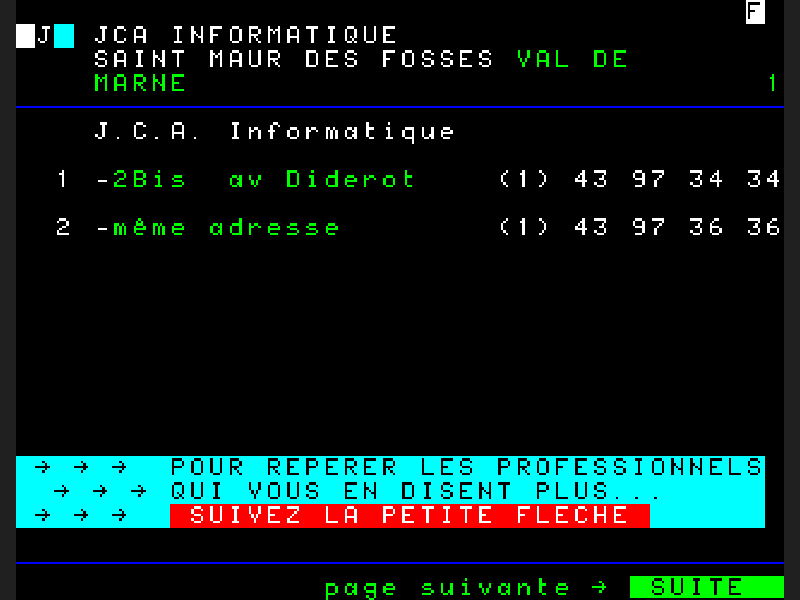 F
J JCA INFORMATIQUE
SAINT MAUR DES FOSSES VAL DE
MARNE 1
J.C.A. Informatique
1 -2Bis av Diderot (1) 43 97 34 34
2 -même adresse (1) 43 97 36 36
→ → → POUR REPERER LES PROFESSIONNELS
→ → → QUI VOUS EN DISENT PLUS...
→ → → SUIVEZ LA PETITE FLECHE
page suivante → SUITE